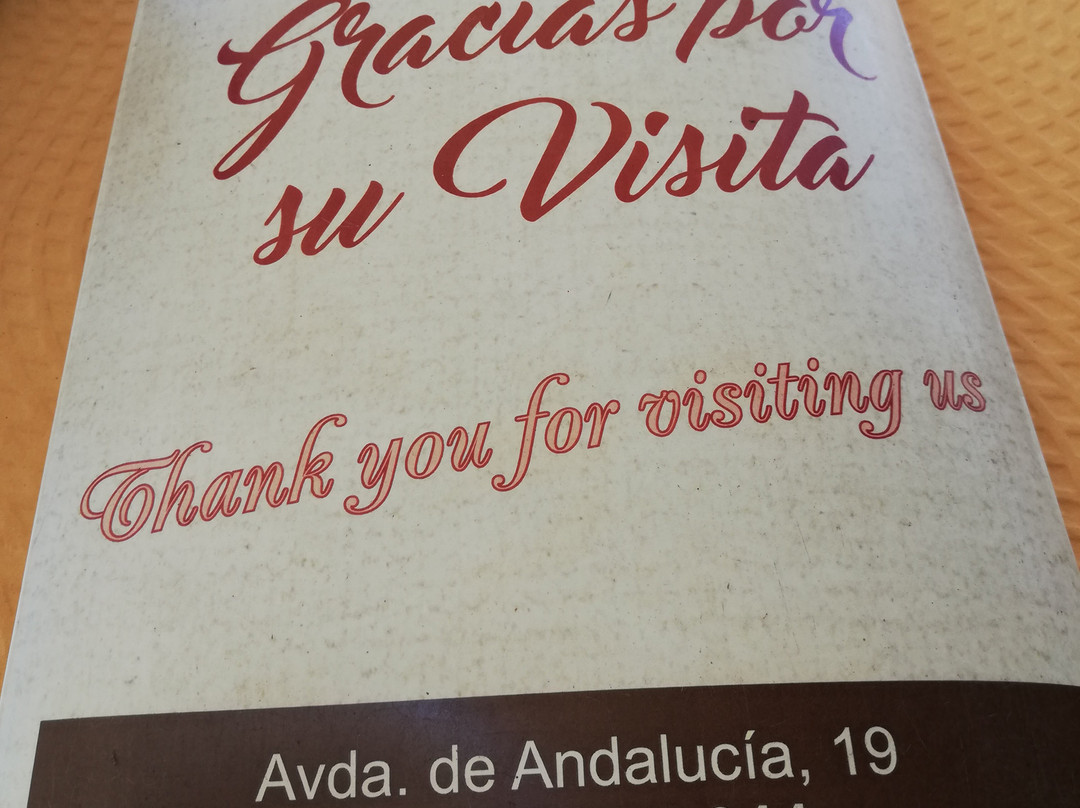 Gracias por
su Visita
Thank you for visiting us
Avda. de Andalucía, 19